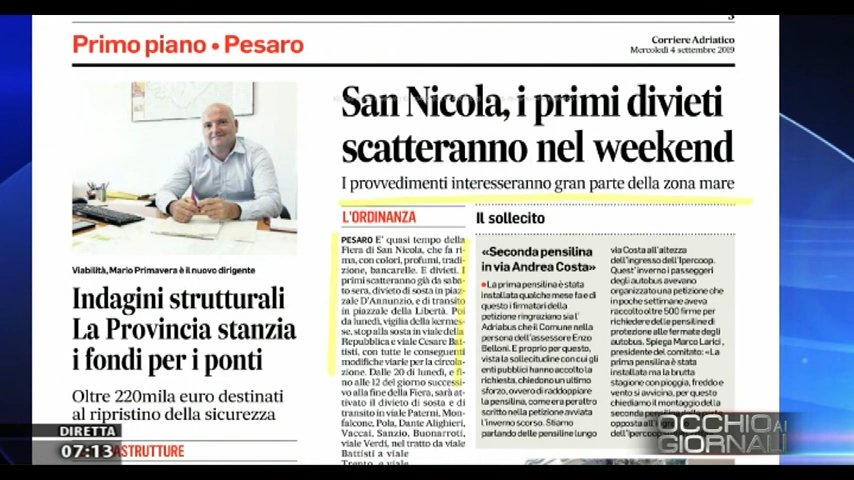 Primo piano • Pesaro
Corriere Adriatico
Mercoledì 4 settembre 2019
3
Viabilità, Mario Primavera è il nuovo dirigente
Indagini strutturali
La Provincia stanzia
i fondi per i ponti
Oltre 220mila euro destinati
al ripristino della sicurezza
ASTRUTTURE
San Nicola, i primi divieti
scatteranno nel weekend
I provvedimenti interesseranno gran parte della zona mare
L'ORDINANZA
PESARO E' quasi tempo della
Fiera di San Nicola, che fa ri-
ma, con colori, profumi, tradi-
zione, bancarelle. E divieti. I
primi scatteranno già da saba-
to sera, divieto di sosta in piaz-
zale D'Annunzio, e di transito
in piazzale della Libertà. Poi
da lunedì, vigilia della kermes-
se, stop alla sosta in viale della
Repubblica e viale Cesare Bat-
tisti, con tutte le conseguenti
modifiche viarie per la circola-
zione. Dalle 20 di lunedì, e fi-
no alle 12 del giorno successi-
vo alla fine della Fiera, sarà at-
tivato il divieto di sosta e di
transito in viale Paterni, Mon-
falcone, Pola, Dante Alighieri,
Vaccai, Sanzio, Buonarroti,
viale Verdi, nel tratto da viale
Battisti a viale
Trento, e viale
Il sollecito
«Seconda pensilina
in via Andrea Costa»
● La prima pensilina è stata
installata qualche mese fa e di
questo i firmatari della
petizione ringraziano sia l'
Adriabus che il Comune nella
persona dell'assessore Enzo
Belloni. E proprio per questo,
vista la sollecitudine con cui gli
enti pubblici hanno accolto la
richiesta, chiedono un ultimo
sforzo, ovvero di raddoppiare
la pensilina, come era peraltro
scritto nella petizione avviata
l'inverno scorso. Stiamo
parlando delle pensiline lungo
via Costa all'altezza
dell'ingresso dell'Ipercoop.
Quest'inverno i passeggeri
degli autobus avevano
organizzato una petizione che
in poche settimane aveva
raccolto oltre 500 firme per
richiedere delle pensiline di
protezione alle fermate degli
autobus. Spiega Marco Larici,
presidente del comitato: «La
prima pensilina è stata
installata ma la brutta
stagione con pioggia, freddo e
vento si avvicina, per questo
chiediamo il montaggio della
seconda pensilina
opposta all'
dell'Ipercoop
DIRETTA
07:13
OCCHIO AI
GIORNALI